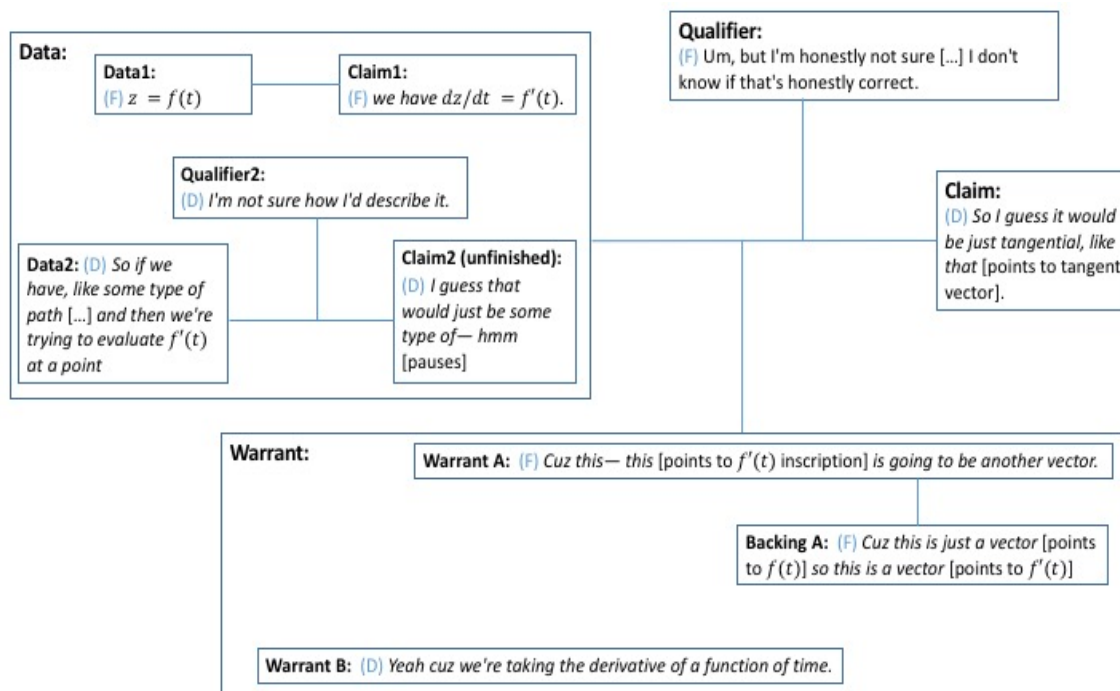 Data:
Data1:
(F) z = f(t)
Claim1:
(F) we have dz/dt = f'(t).
Qualifier2:
(D) I'm not sure how I'd describe it.
Data2: (D) So if we
have, like some type of
path [...] and then we're
trying to evaluate f'(t)
at a point
Claim2 (unfinished):
(D) I guess that
would just be some
type of— hmm
[pauses]
Qualifier:
(F) Um, but I'm honestly not sure [...] I don't
know if that's honestly correct.
Claim:
(D) So I guess it would
be just tangential, like
that [points to tangent
vector].
Warrant:
Warrant A: (F) Cuz this— this [points to f'(t) inscription] is going to be another vector.
Backing A: (F) Cuz this is just a vector [points
to f(t)] so this is a vector [points to f'(t)]
Warrant B: (D) Yeah cuz we're taking the derivative of a function of time.